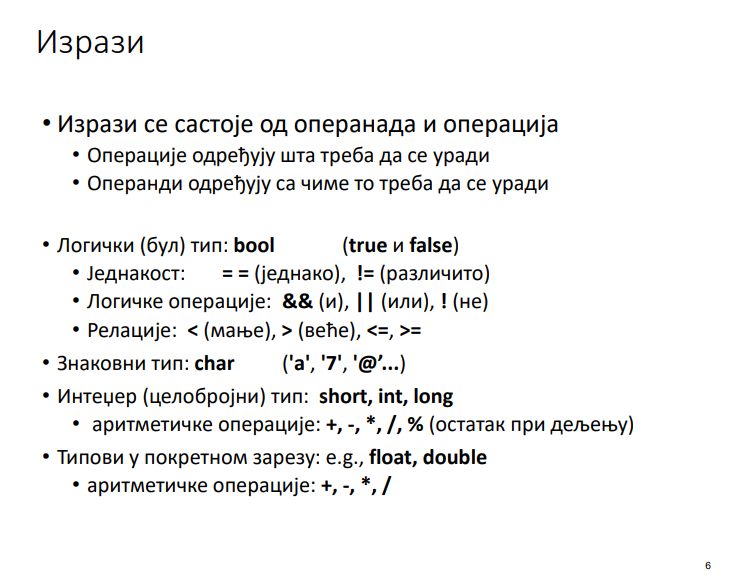 Изрази
• Изрази се састоје од операнада и операција
• Операције одређују шта треба да се уради
• Операнди одређују са чиме то треба да се уради
• Логички (бул) тип: bool (true и false)
• Једнакост: = = (једнако), != (различито)
• Логичке операције: && (и), || (или), ! (не)
• Релације: < (мање), > (веће), <=, >=
• Знаковни тип: char ('a', '7', '@’...)
• Интеџер (целобројни) тип: short, int, long
• аритметичке операције: +, -, *, /, % (остатак при дељењу)
• Типови у покретном зарезу: e.g., float, double
• аритметичке операције: +, -, *, /
6